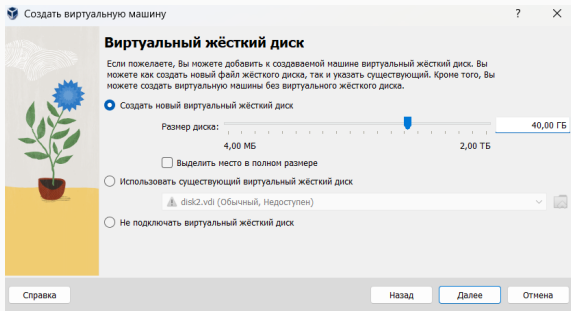 Создать виртуальную машину
?
Виртуальный жёсткий диск
Если пожелаете, Вы можете добавить к создаваемой машине виртуальный жёсткий диск. Вы
можете как создать новый файл жёсткого диска, так и указать существующий. Кроме того, Вы
можете создать виртуальную машины без виртуального жёсткого диска.
Создать новый виртуальный жёсткий диск
Размер диска:
40,00 ГБ
4,00 МБ
2,00 ТБ
Выделить место в полном размере
Использовать существующий виртуальный жёсткий диск
disk2.vdi (Обычный, Недоступен)
Не подключать виртуальный жёсткий диск
Справка
Назад
Далее
Отмена